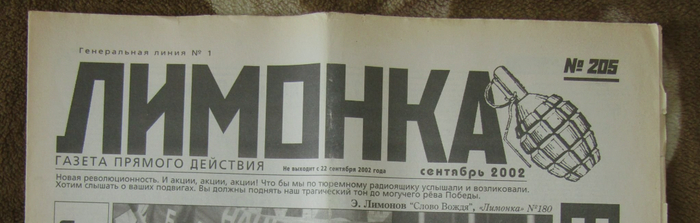 Генеральная линия № 1
ЛИМОНКА
№ 205
ГАЗЕТА ПРЯМОГО ДЕЙСТВИЯ
Не выходит с 22 сентября 2002 года
сентябрь 2002
Новая революционность. И акции, акции, акции! Что бы мы по тюремному радиоящику услышали и возликовали.
Хотим слышать о ваших подвигах. Вы должны поднять наш трагический тон до могучего рёва Победы.
Э. Лимонов "Слово Вождя", «Лимонка» №180